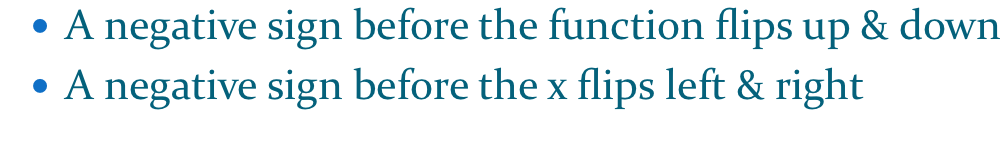 • A negative sign before the function flips up & down
• A negative sign before the x flips left & right